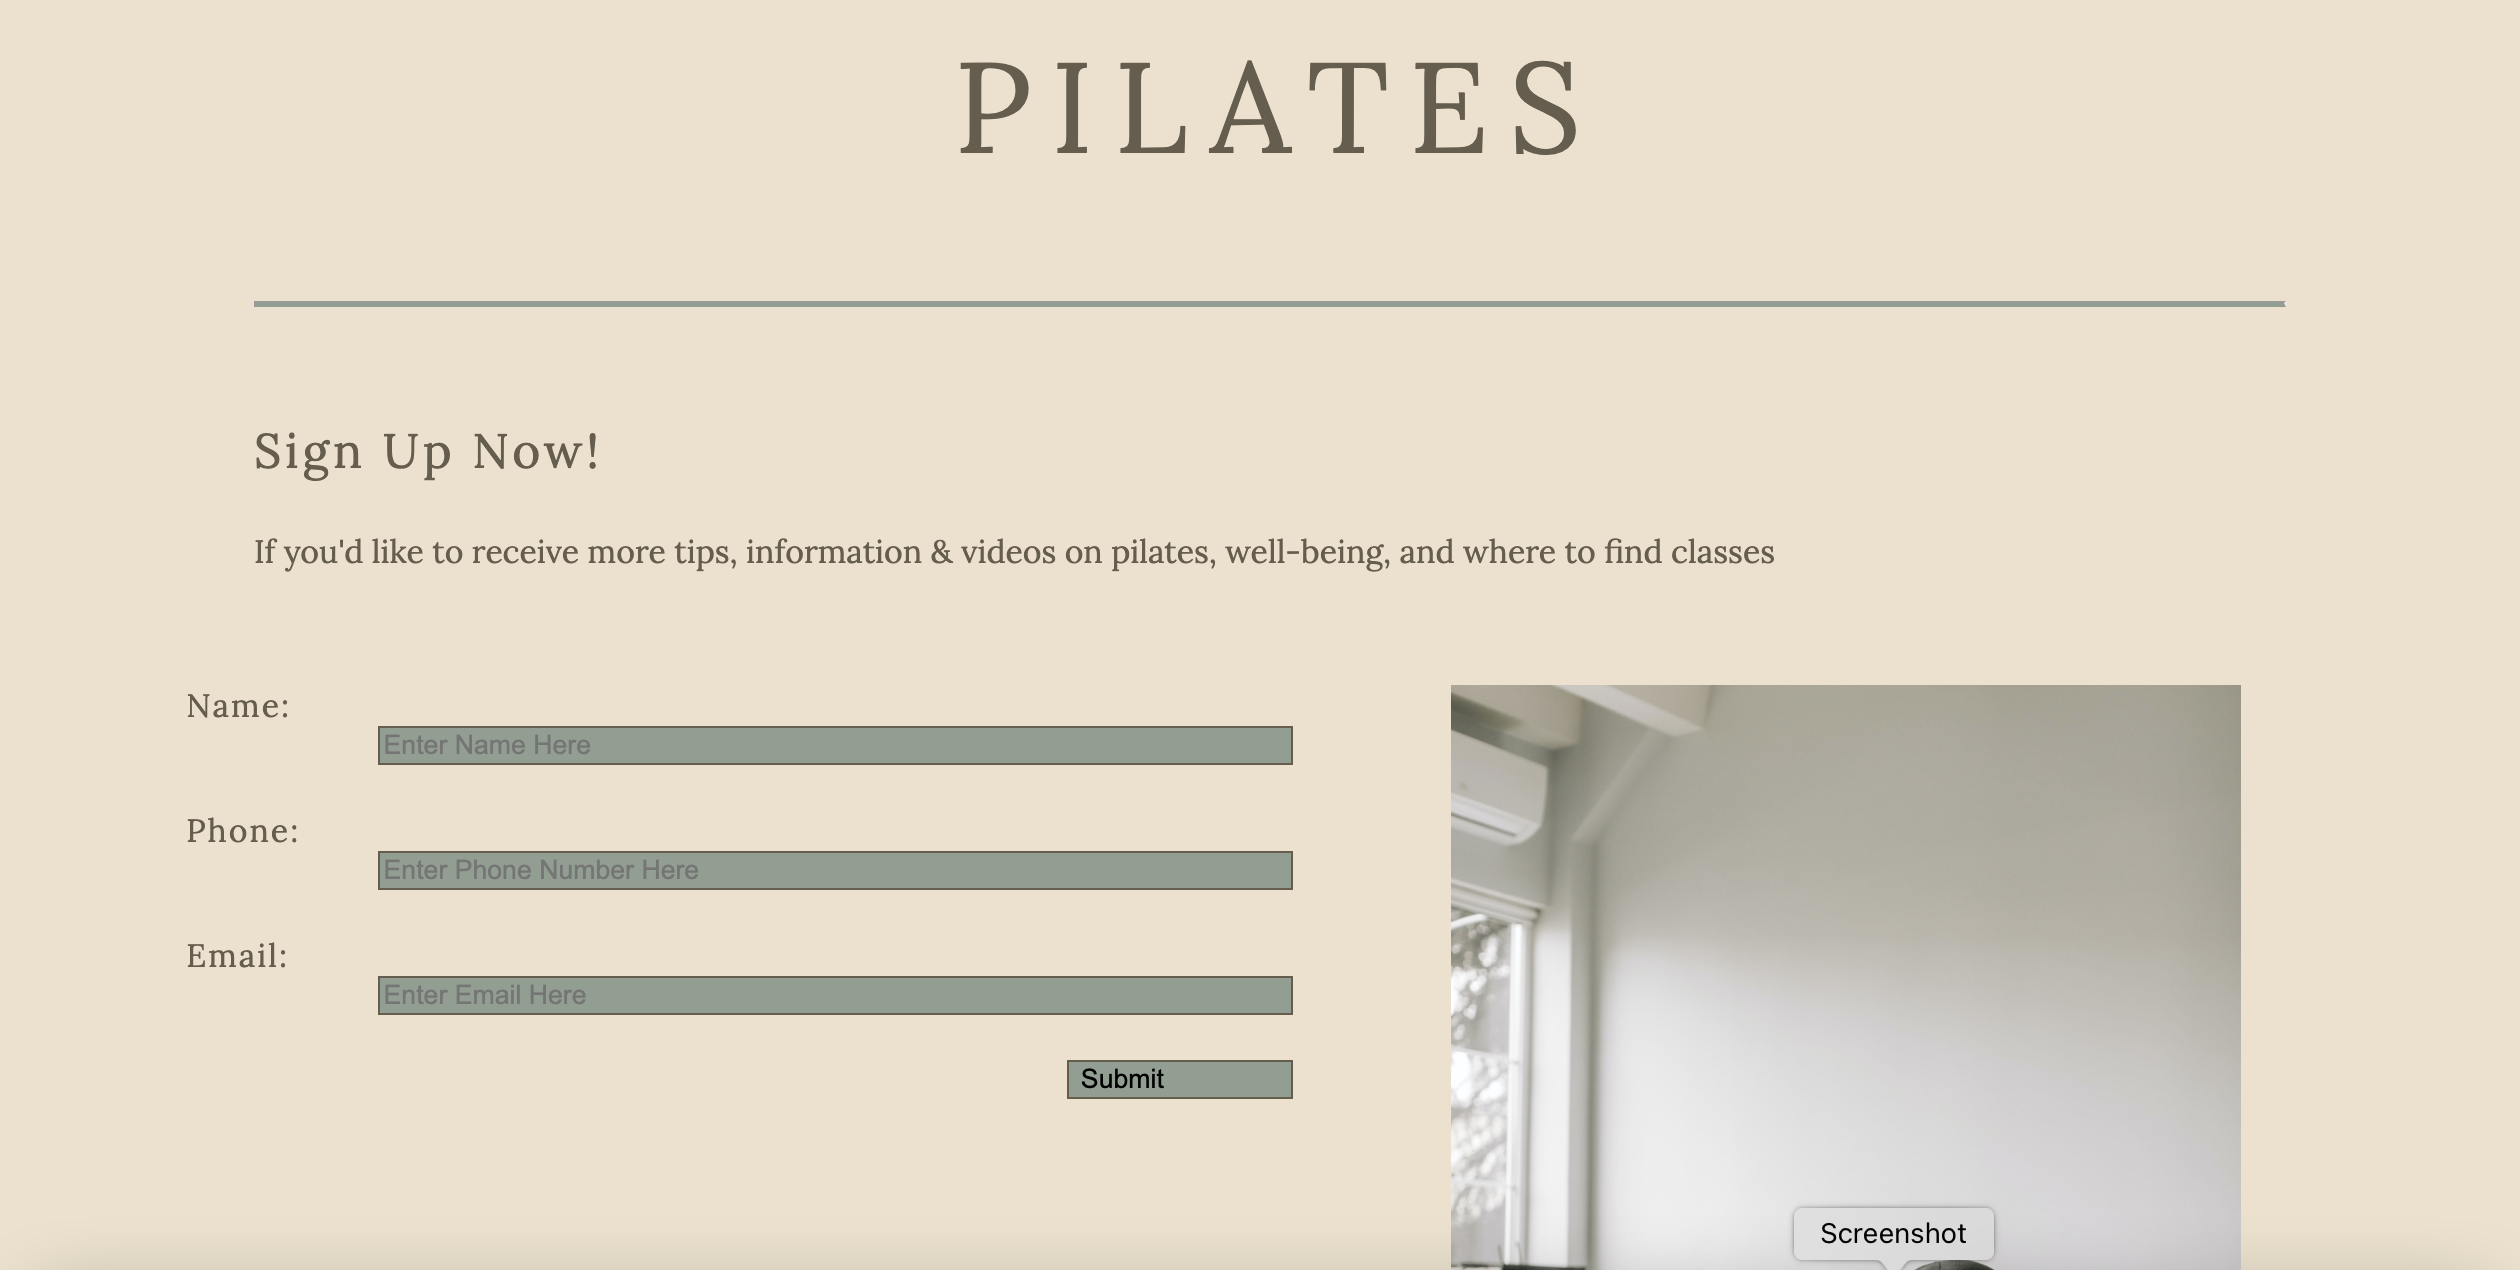 PILATES
Sign Up Now!
If you'd like to receive more tips, information & videos on pilates, well-being, and where to find classes
Name:
Enter Name Here
Phone:
Enter Phone Number Here
Email:
Enter Email Here
Submit
Screenshot